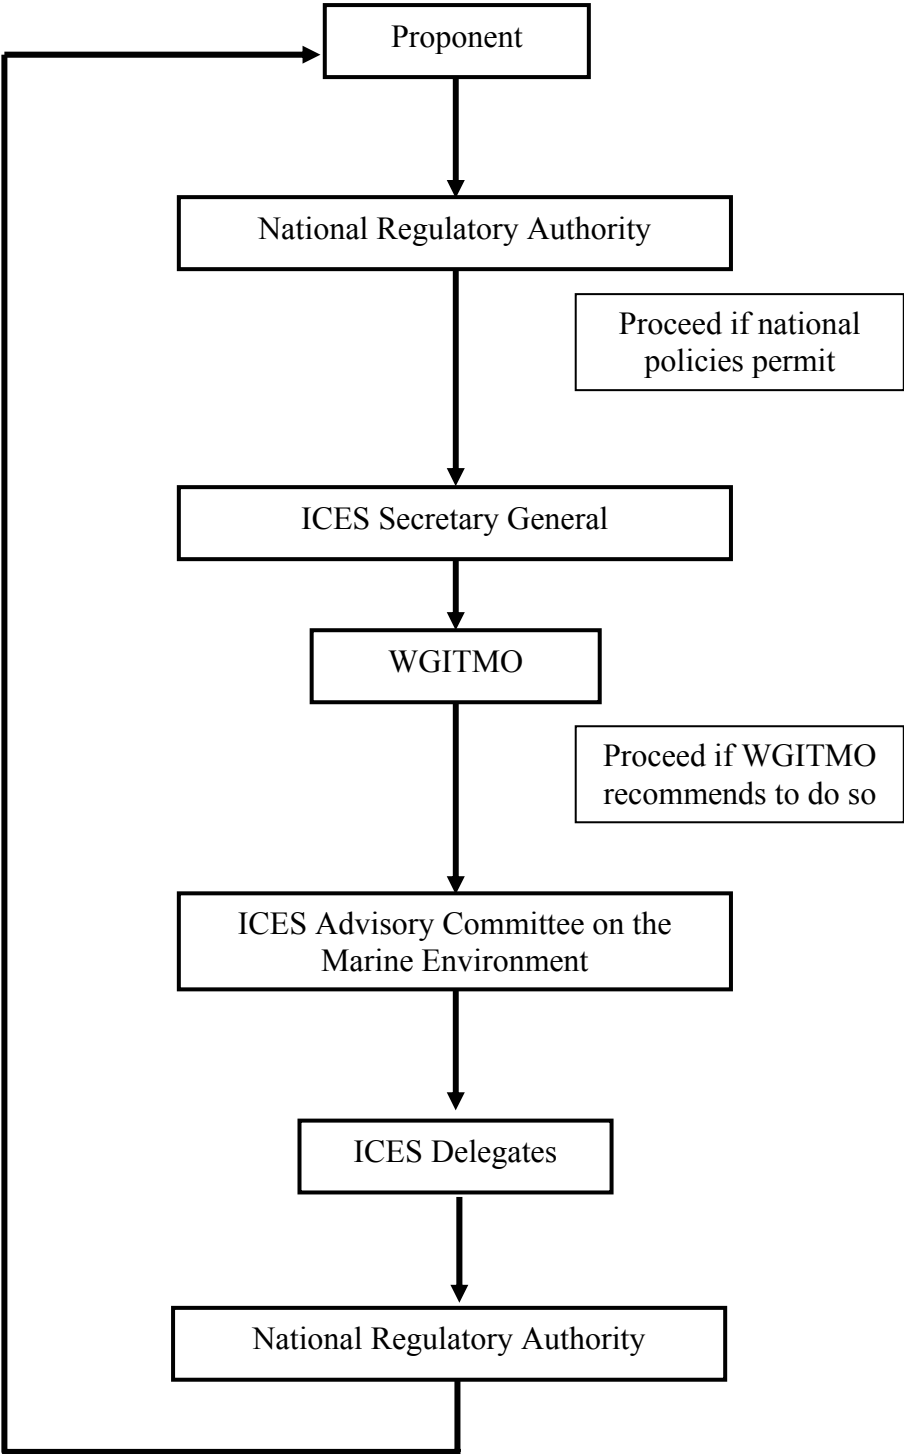 Proponent
National Regulatory Authority
Proceed if national
policies permit
ICES Secretary General
WGITMO
Proceed if WGITMO
recommends to do so
ICES Advisory Committee on the
Marine Environment
ICES Delegates
National Regulatory Authority